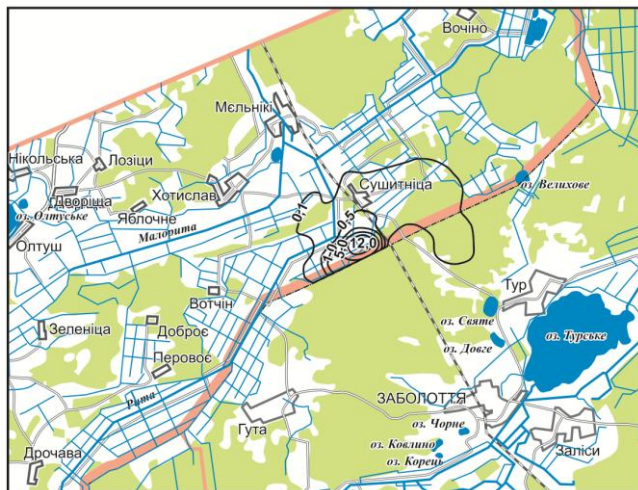 Вочіно
Мєльнікі
Нікольська
Лозіци
Дворіща
Хотислав
Сушитніца
оз. Велихове
оз. Олтуське
Яблочне
Малорита
0,1
0,5
1,0
5,0
12,0
Олтуш
Вотчін
Тур
оз. Святе
Зеленіца
Доброє
оз. Турське
оз. Довге
Перовоє
Рита
ЗАБОЛОТТЯ
Гута
оз. Чорне
Заліси
оз. Ковлино
оз. Корець
Дрочава